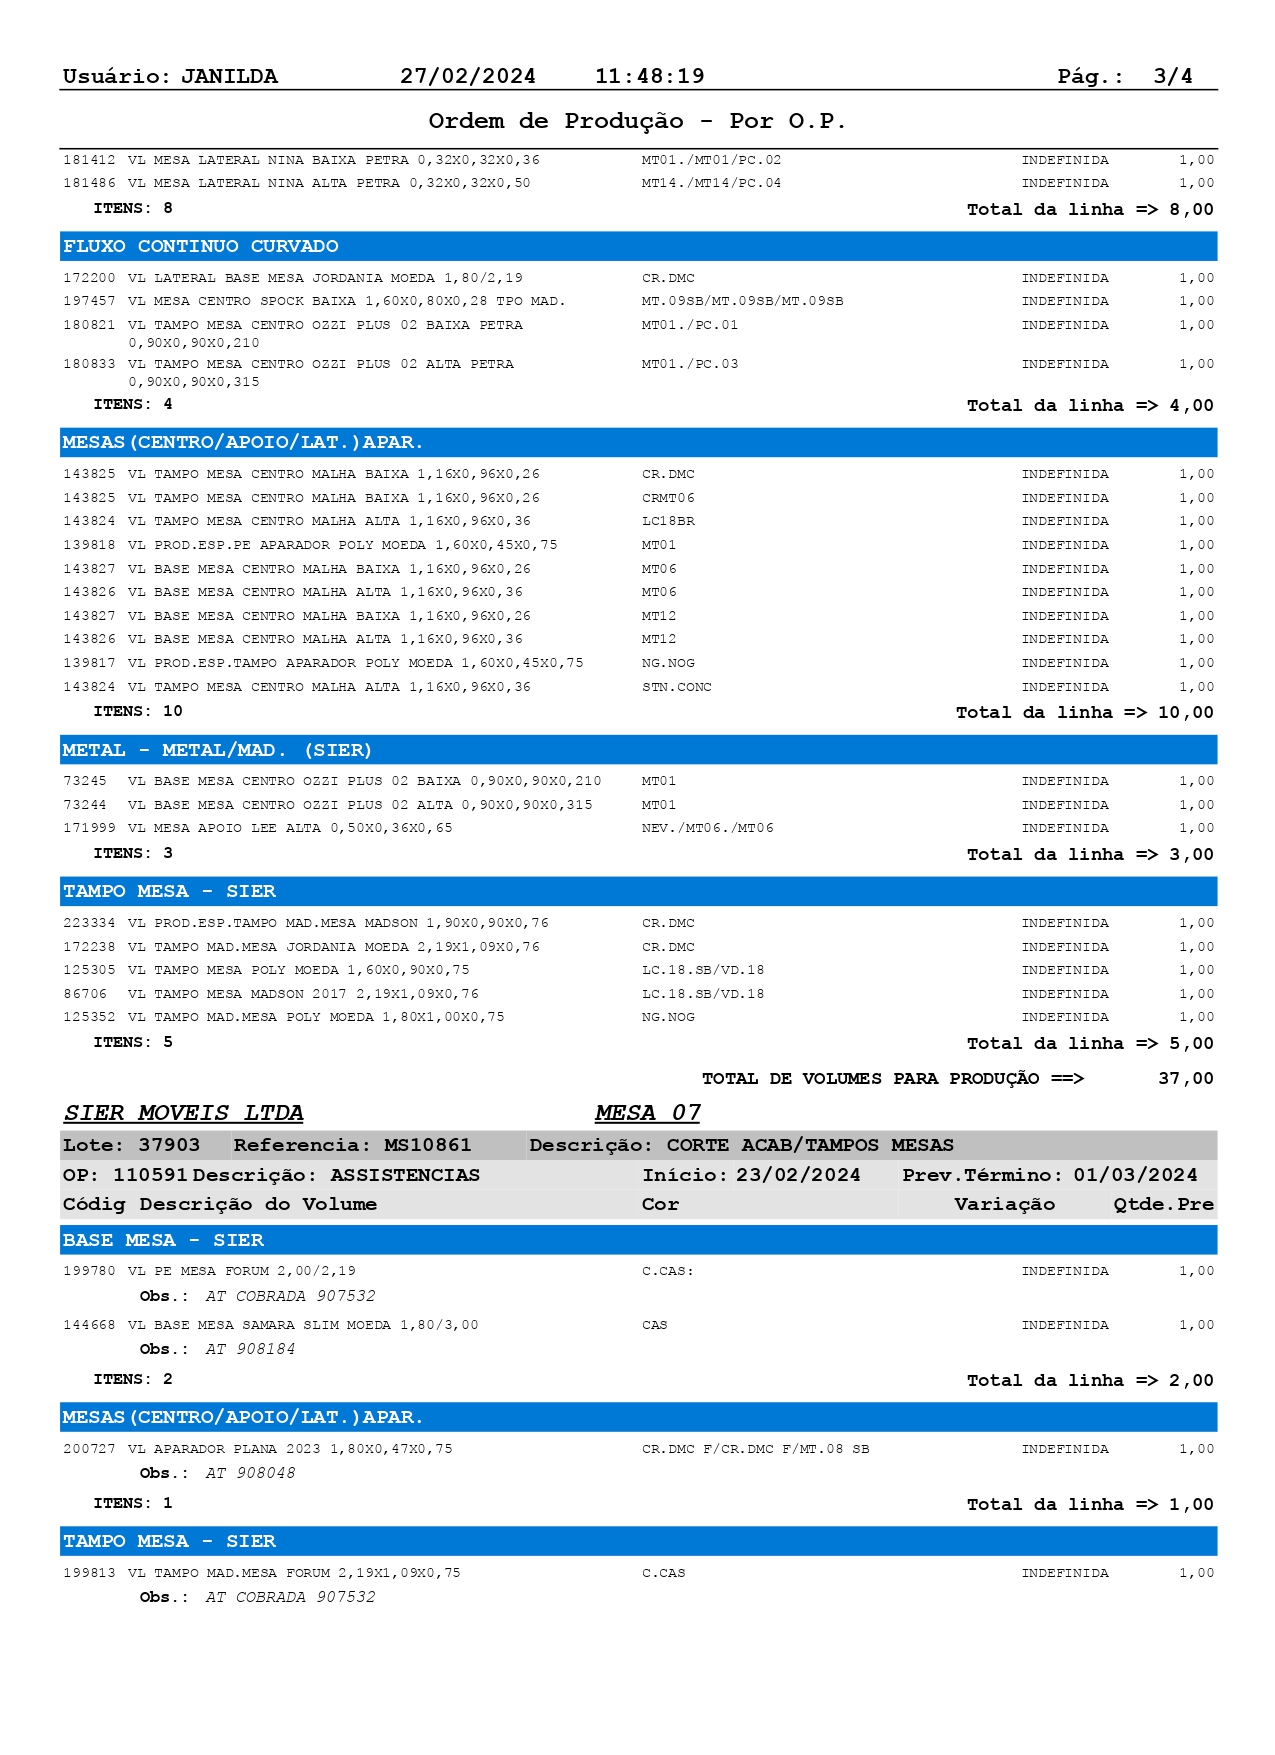 Usuário: JANILDA 27/02/2024 11:48:19 Pág.: 3/4
Ordem de Produção - Por O.P.
181412 VL MESA LATERAL NINA BAIXA PETRA 0,32X0,32X0,36 MT01./MT01/PC.02 INDEFINIDA 1,00
181486 VL MESA LATERAL NINA ALTA PETRA 0,32X0,32X0,50 MT14./MT14/PC.04 INDEFINIDA 1,00
ITENS: 8 Total da linha => 8,00
FLUXO CONTINUO CURVADO
172200 VL LATERAL BASE MESA JORDANIA MOEDA 1,80/2,19 CR.DMC INDEFINIDA 1,00
197457 VL MESA CENTRO SPOCK BAIXA 1,60X0,80X0,28 TPO MAD. MT.09SB/MT.09SB/MT.09SB INDEFINIDA 1,00
180821 VL TAMPO MESA CENTRO OZZI PLUS 02 BAIXA PETRA MT01./PC.01 INDEFINIDA 1,00
0,90X0,90X0,210
180833 VL TAMPO MESA CENTRO OZZI PLUS 02 ALTA PETRA MT01./PC.03 INDEFINIDA 1,00
0,90X0,90X0,315
ITENS: 4 Total da linha => 4,00
MESAS(CENTRO/APOIO/LAT.)APAR.
143825 VL TAMPO MESA CENTRO MALHA BAIXA 1,16X0,96X0,26 CR.DMC INDEFINIDA 1,00
143825 VL TAMPO MESA CENTRO MALHA BAIXA 1,16X0,96X0,26 CRMT06 INDEFINIDA 1,00
143824 VL TAMPO MESA CENTRO MALHA ALTA 1,16X0,96X0,36 LC18BR INDEFINIDA 1,00
139818 VL PROD.ESP.PE APARADOR POLY MOEDA 1,60X0,45X0,75 MT01 INDEFINIDA 1,00
143827 VL BASE MESA CENTRO MALHA BAIXA 1,16X0,96X0,26 MT06 INDEFINIDA 1,00
143826 VL BASE MESA CENTRO MALHA ALTA 1,16X0,96X0,36 MT06 INDEFINIDA 1,00
143827 VL BASE MESA CENTRO MALHA BAIXA 1,16X0,96X0,26 MT12 INDEFINIDA 1,00
143826 VL BASE MESA CENTRO MALHA ALTA 1,16X0,96X0,36 MT12 INDEFINIDA 1,00
139817 VL PROD.ESP.TAMPO APARADOR POLY MOEDA 1,60X0,45X0,75 NG.NOG INDEFINIDA 1,00
143824 VL TAMPO MESA CENTRO MALHA ALTA 1,16X0,96X0,36 STN.CONC INDEFINIDA 1,00
ITENS: 10 Total da linha => 10,00
METAL - METAL/MAD. (SIER)
73245 VL BASE MESA CENTRO OZZI PLUS 02 BAIXA 0,90X0,90X0,210 MT01 INDEFINIDA 1,00
73244 VL BASE MESA CENTRO OZZI PLUS 02 ALTA 0,90X0,90X0,315 MT01 INDEFINIDA 1,00
171999 VL MESA APOIO LEE ALTA 0,50X0,36X0,65 NEV./MT06./MT06 INDEFINIDA 1,00
ITENS: 3 Total da linha => 3,00
TAMPO MESA - SIER
223334 VL PROD.ESP.TAMPO MAD.MESA MADSON 1,90X0,90X0,76 CR.DMC INDEFINIDA 1,00
172238 VL TAMPO MAD.MESA JORDANIA MOEDA 2,19X1,09X0,76 CR.DMC INDEFINIDA 1,00
125305 VL TAMPO MESA POLY MOEDA 1,60X0,90X0,75 LC.18.SB/VD.18 INDEFINIDA 1,00
86706 VL TAMPO MESA MADSON 2017 2,19X1,09X0,76 LC.18.SB/VD.18 INDEFINIDA 1,00
125352 VL TAMPO MAD.MESA POLY MOEDA 1,80X1,00X0,75 NG.NOG INDEFINIDA 1,00
ITENS: 5 Total da linha => 5,00
TOTAL DE VOLUMES PARA PRODUÇÃO ==> 37,00
SIER MOVEIS LTDA MESA 07
Lote: 37903 Referencia: MS10861 Descrição: CORTE ACAB/TAMPOS MESAS
OP: 110591 Descrição: ASSISTENCIAS Início: 23/02/2024 Prev.Término: 01/03/2024
Códig Descrição do Volume Cor Variação Qtde.Pre
BASE MESA - SIER
199780 VL PE MESA FORUM 2,00/2,19 C.CAS: INDEFINIDA 1,00
Obs.: AT COBRADA 907532
144668 VL BASE MESA SAMARA SLIM MOEDA 1,80/3,00 CAS INDEFINIDA 1,00
Obs.: AT 908184
ITENS: 2 Total da linha => 2,00
MESAS(CENTRO/APOIO/LAT.)APAR.
200727 VL APARADOR PLANA 2023 1,80X0,47X0,75 CR.DMC F/CR.DMC F/MT.08 SB INDEFINIDA 1,00
Obs.: AT 908048
ITENS: 1 Total da linha => 1,00
TAMPO MESA - SIER
199813 VL TAMPO MAD.MESA FORUM 2,19X1,09X0,75 C.CAS INDEFINIDA 1,00
Obs.: AT COBRADA 907532